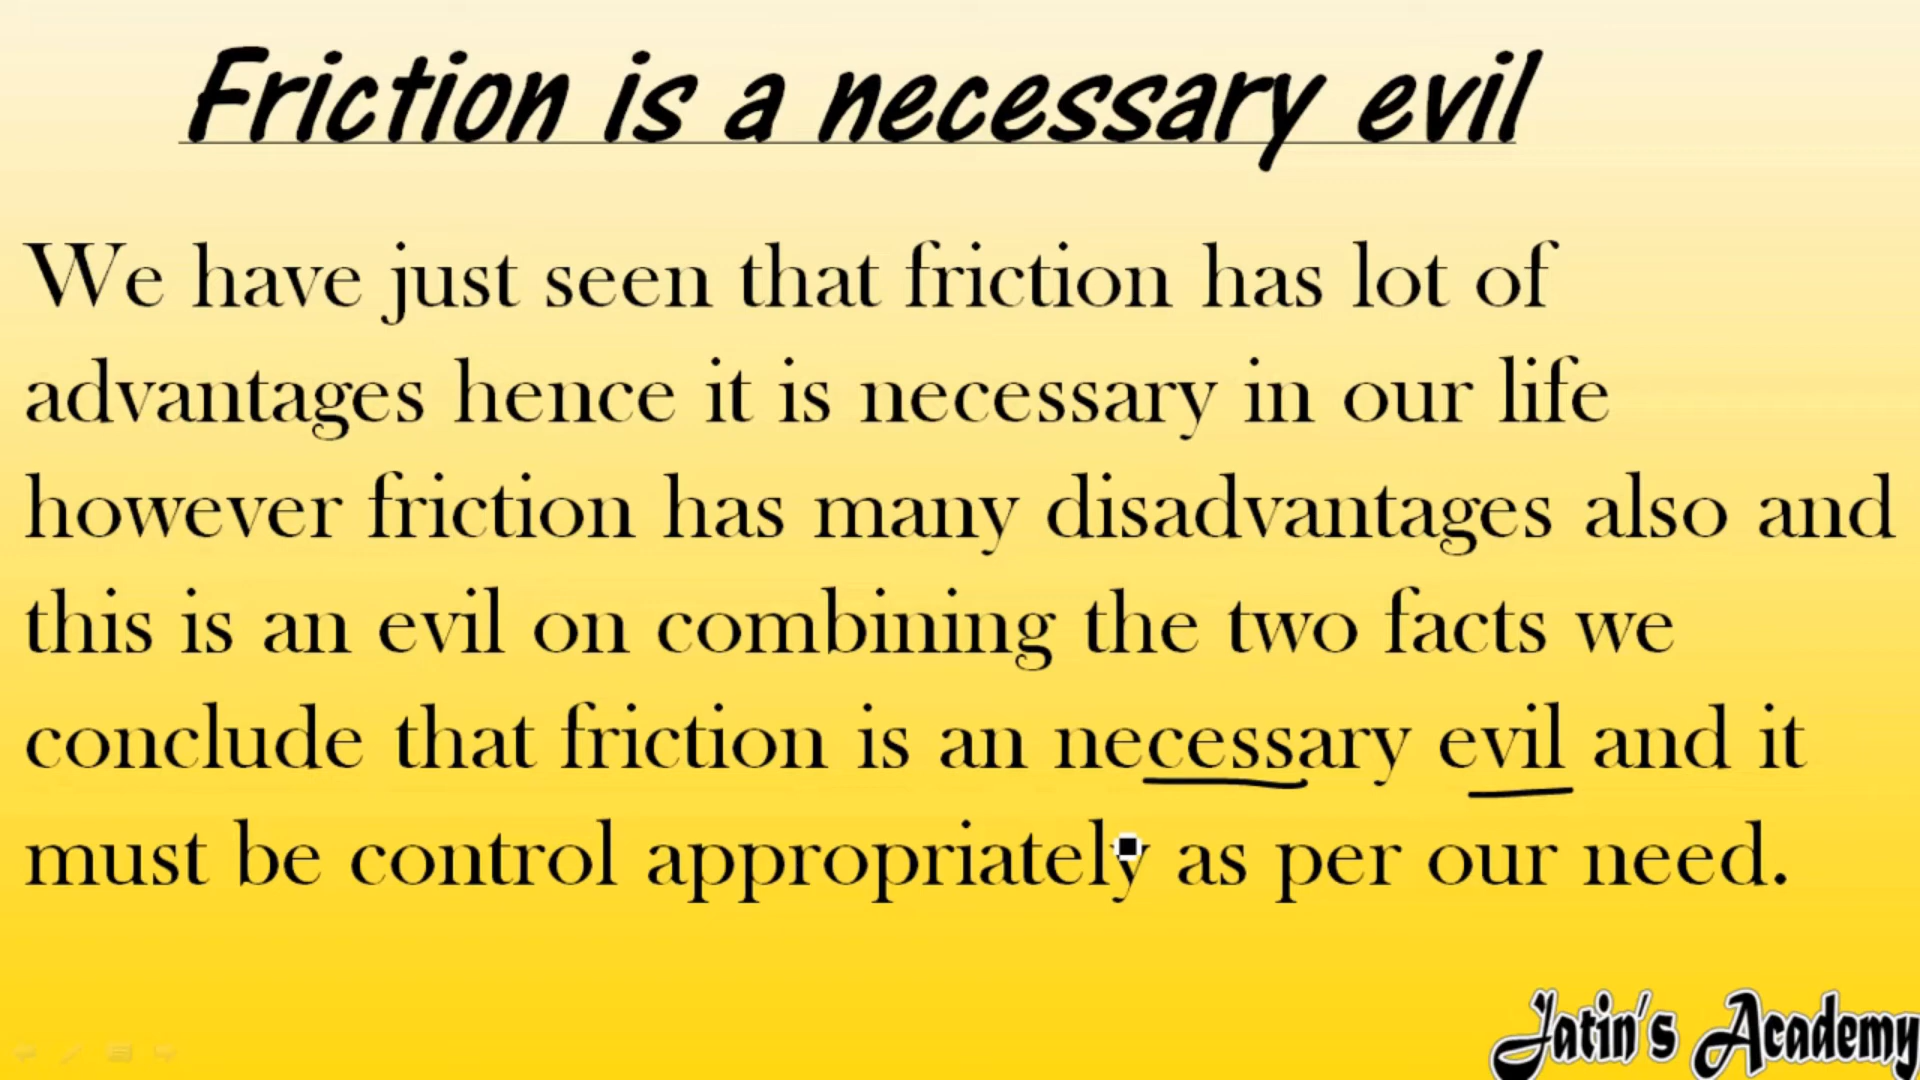 Friction is a necessary evil
We have just seen that friction has lot of
advantages hence it is necessary in our life
however friction has many disadvantages also and
this is an evil on combining the two facts we
conclude that friction is an necessary evil and it
must be control appropriately as per our need.
Jatin's Academy